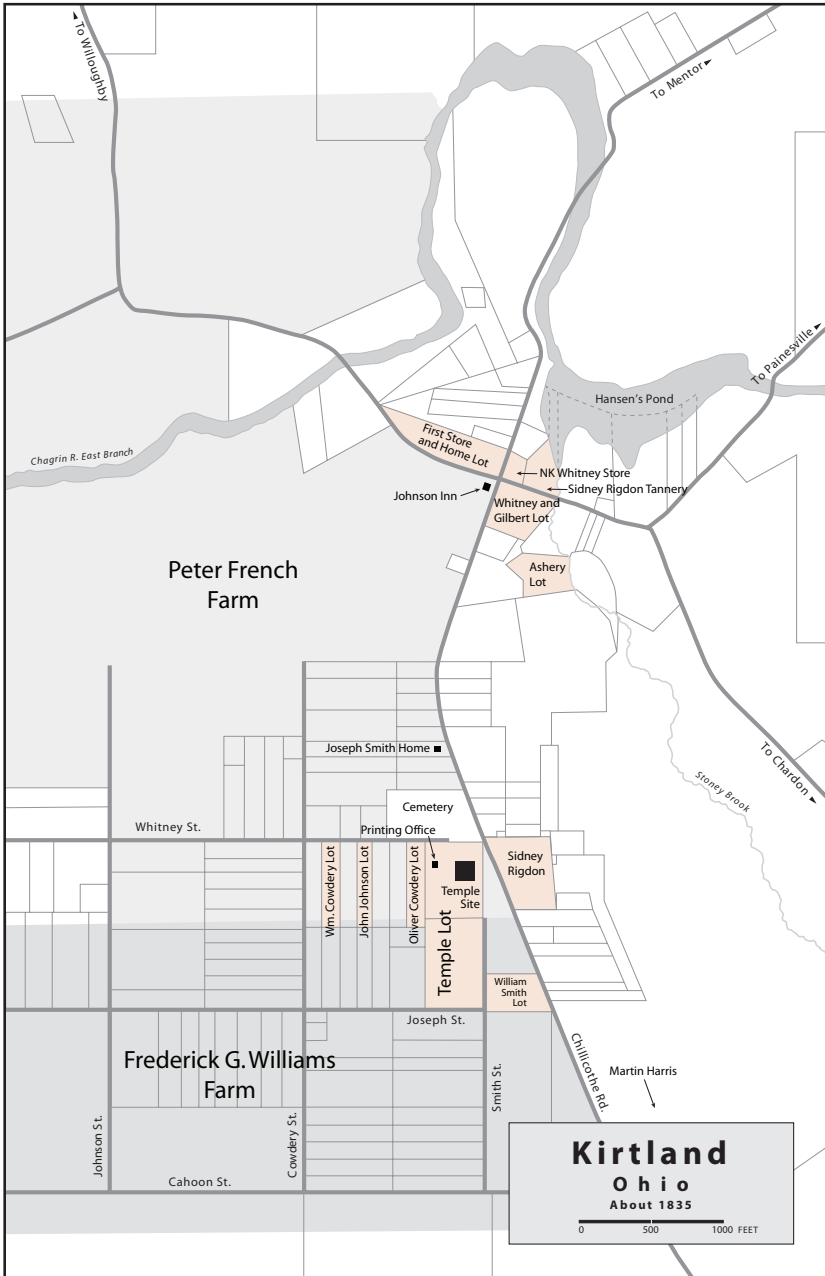 To Willoughby
To Mentor
To Painesville
Hansen's Pond
Chagrin R. East Branch
First Store
and Home Lot
NK Whitney Store
Sidney Rigdon Tannery
Johnson Inn
Whitney and
Gilbert Lot
Ashery
Lot
Peter French
Farm
Joseph Smith Home
To Chardon
Stoney Brook
Cemetery
Whitney St.
Printing Office
Wm. Cowdery Lot
John Johnson Lot
Oliver Cowdery Lot
Temple
Site
Temple Lot
Sidney
Rigdon
William
Smith
Lot
Joseph St.
Frederick G. Williams
Farm
Johnson St.
Cowdery St.
Smith St.
Chillicothe Rd.
Martin Harris
Cahoon St.
Kirtland
Ohio
About 1835
0 500 1000 FEET